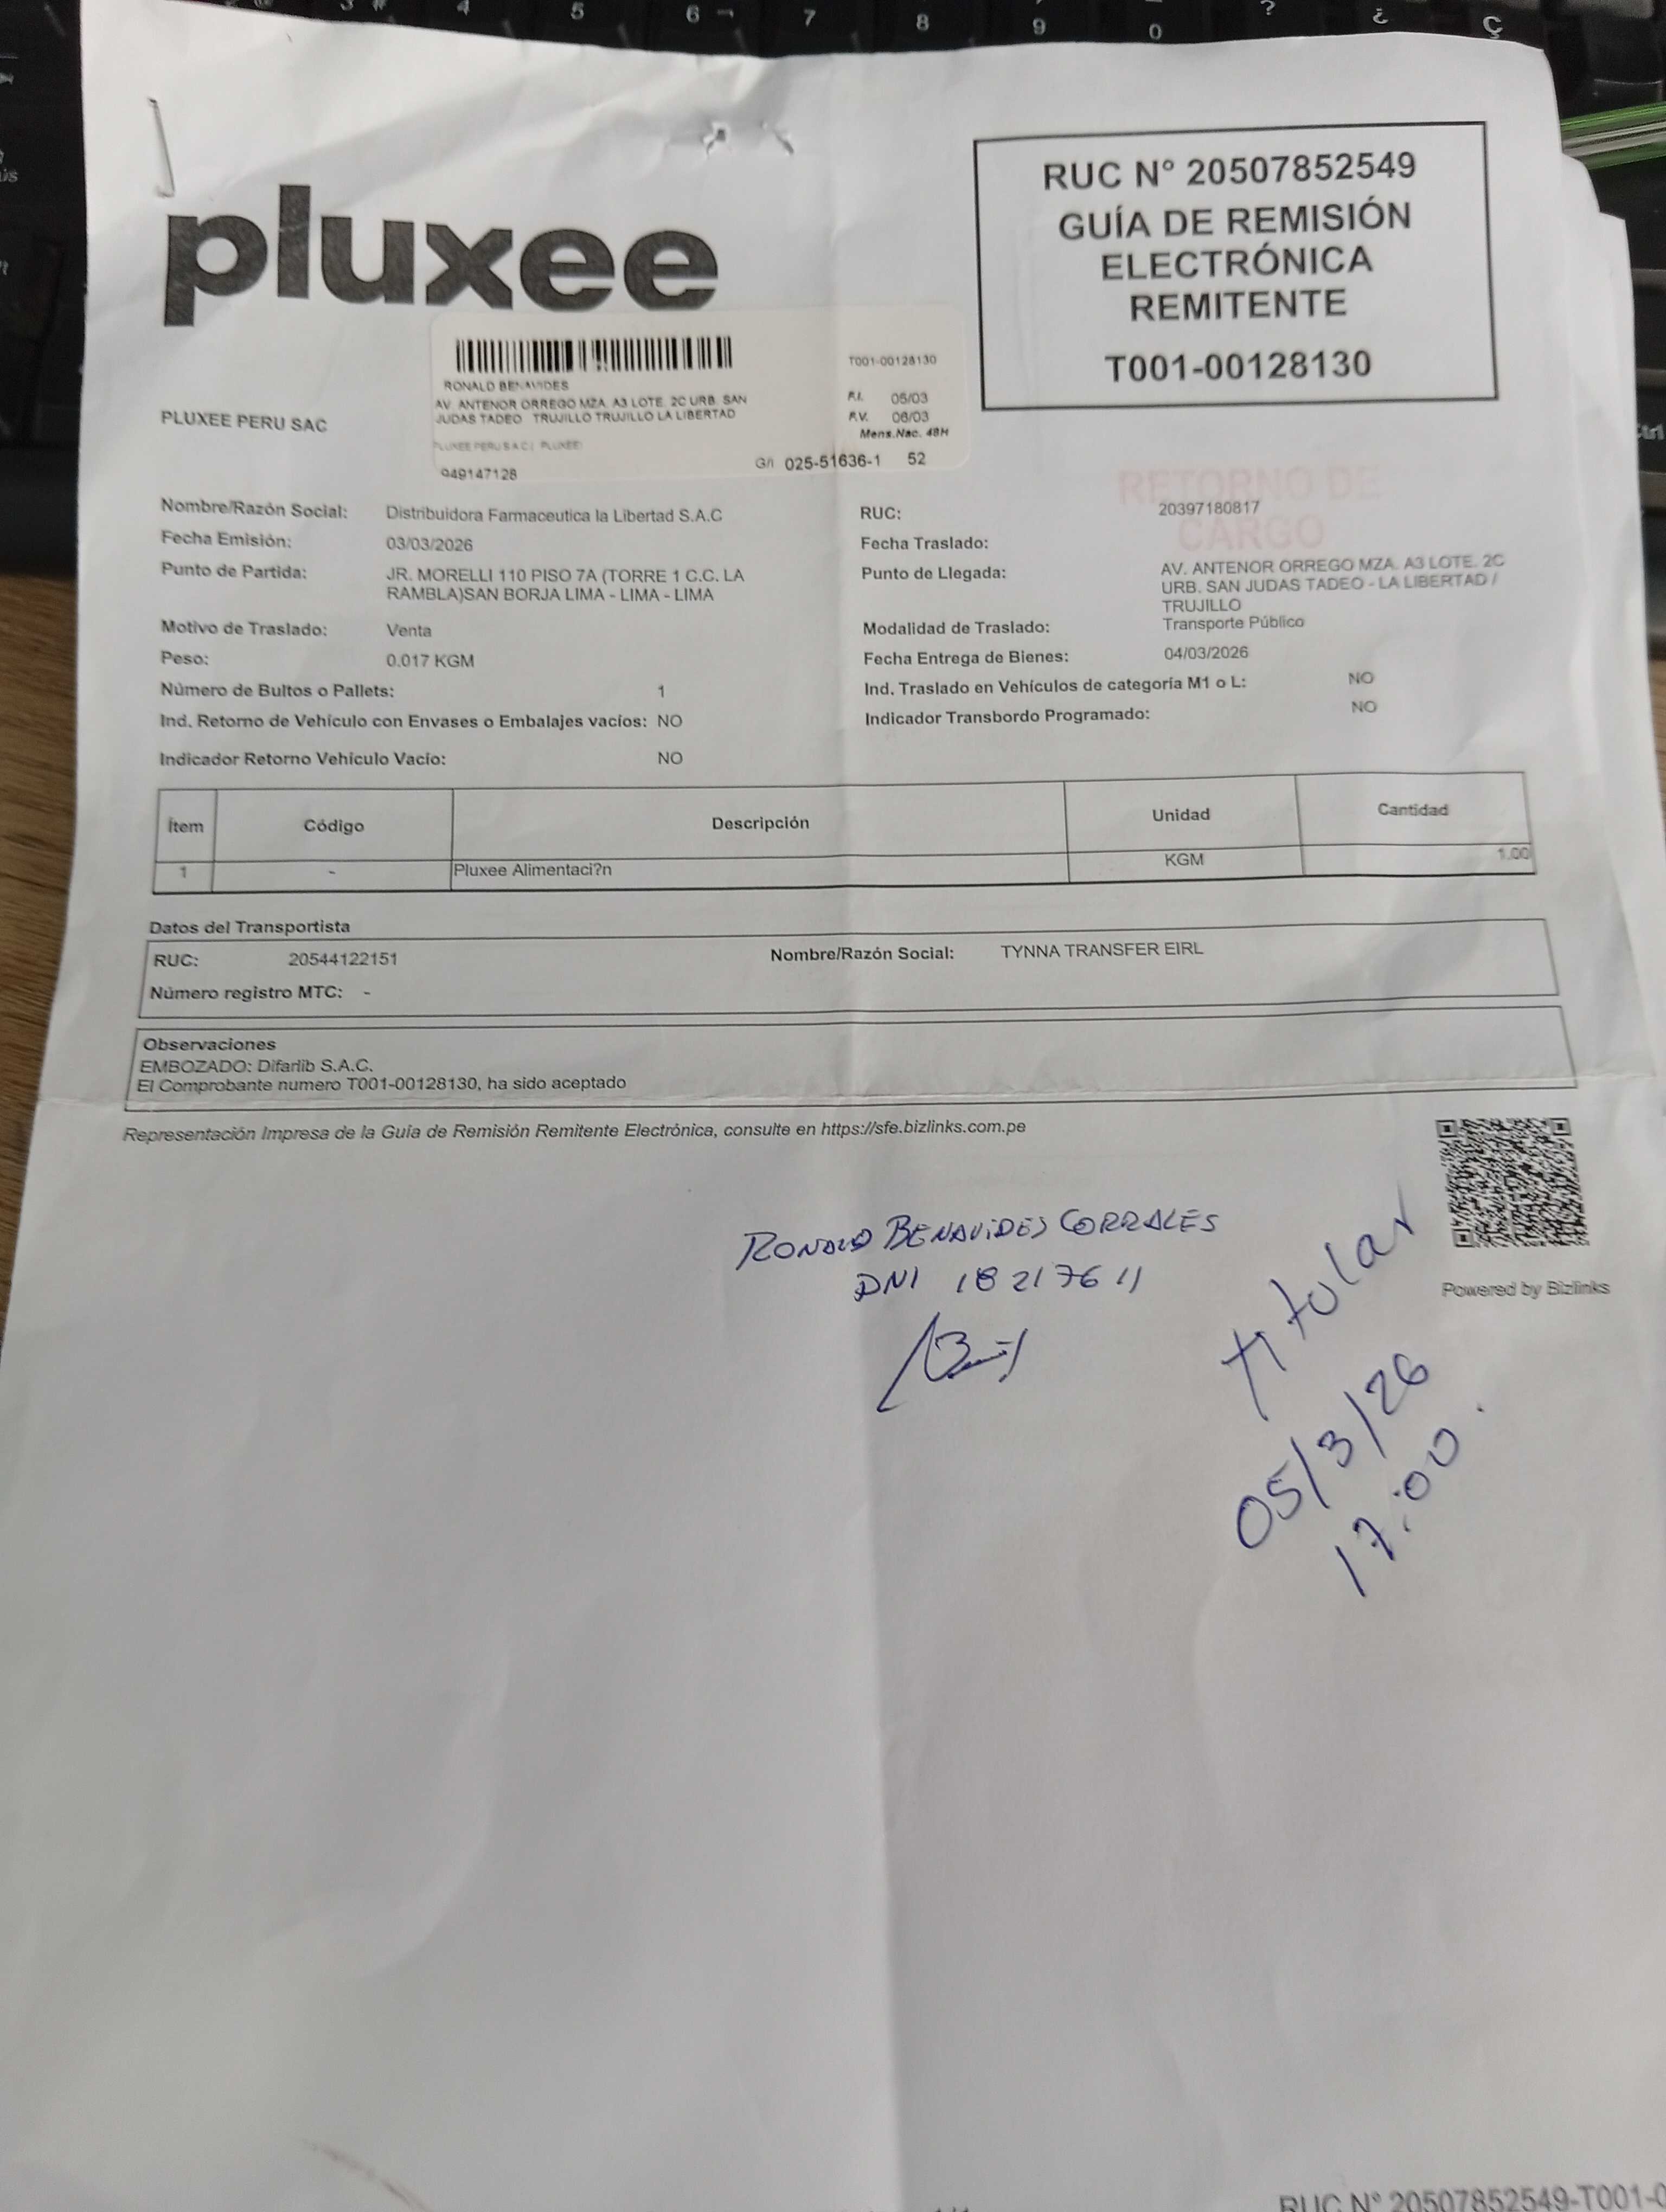 pluxee
RUC N° 20507852549
GUÍA DE REMISIÓN
ELECTRÓNICA
REMITENTE
T001-00128130
PLUXEE PERU SAC
RONALD BENAVIDES
AV. ANTENOR ORREGO MZA. A3 LOTE. 2C URB. SAN
JUDAS TADEO TRUJILLO TRUJILLO LA LIBERTAD
PLUXEE PERU S A C ( PLUXEE)
949147128
T001-00128130
F.I. 05/03
F.V. 06/03
Mens.Nac. 48H
G/I 025-51636-1 52
RETORNO DE
CARGO
Nombre/Razón Social: Distribuidora Farmaceutica la Libertad S.A.C
RUC: 20397180817
Fecha Emisión: 03/03/2026
Fecha Traslado:
Punto de Partida: JR. MORELLI 110 PISO 7A (TORRE 1 C.C. LA
RAMBLA)SAN BORJA LIMA - LIMA - LIMA
Punto de Llegada: AV. ANTENOR ORREGO MZA. A3 LOTE. 2C
URB. SAN JUDAS TADEO - LA LIBERTAD /
TRUJILLO
Motivo de Traslado: Venta
Modalidad de Traslado: Transporte Público
Peso: 0.017 KGM
Fecha Entrega de Bienes: 04/03/2026
Número de Bultos o Pallets: 1
Ind. Traslado en Vehículos de categoría M1 o L: NO
Ind. Retorno de Vehículo con Envases o Embalajes vacíos: NO
Indicador Transbordo Programado: NO
Indicador Retorno Vehículo Vacío: NO
Ítem Código Descripción Unidad Cantidad
1 - Pluxee Alimentaci?n KGM 1.00
Datos del Transportista
RUC: 20544122151 Nombre/Razón Social: TYNNA TRANSFER EIRL
Número registro MTC: -
Observaciones
EMBOZADO: Difarlib S.A.C.
El Comprobante numero T001-00128130, ha sido aceptado
Representación Impresa de la Guía de Remisión Remitente Electrónica, consulte en https://sfe.bizlinks.com.pe
Powered by Bizlinks
RONALD BENAVIDES CORRALES
DNI 18217611
titular
05/3/26
17:00.
RUC N° 20507852549-T001-0